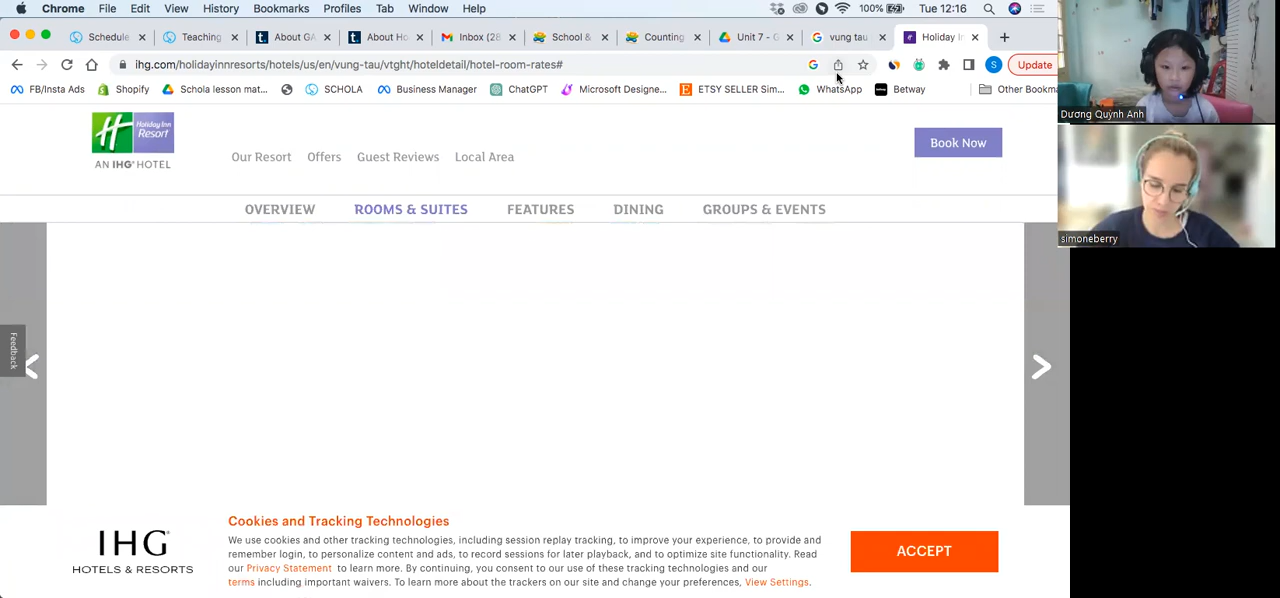 Chrome File Edit View History Bookmarks Profiles Tab Window Help 100% Tue 12:16
Schedule Teaching About GA About Ho Inbox (28 School & Counting Unit 7 - G vung tau Holiday In
ihg.com/holidayinnresorts/hotels/us/en/vung-tau/vtght/hoteldetail/hotel-room-rates# S Update
FB/Insta Ads Shopify Schola lesson mat... SCHOLA Business Manager ChatGPT Microsoft Designe... ETSY SELLER Sim... WhatsApp Betway Other Bookma
Dương Quỳnh Anh
H Holiday Inn Resort
AN IHG HOTEL
Our Resort Offers Guest Reviews Local Area
Book Now
OVERVIEW ROOMS & SUITES FEATURES DINING GROUPS & EVENTS
simoneberry
Feedback
Cookies and Tracking Technologies
IHG®
HOTELS & RESORTS
We use cookies and other tracking technologies, including session replay tracking, to improve your experience, to provide and
remember login, to personalize content and ads, to record sessions for later playback, and to optimize site functionality. Read
our Privacy Statement to learn more. By continuing, you consent to our use of these tracking technologies and our
terms including important waivers. To learn more about the trackers on our site and change your preferences, View Settings.
ACCEPT